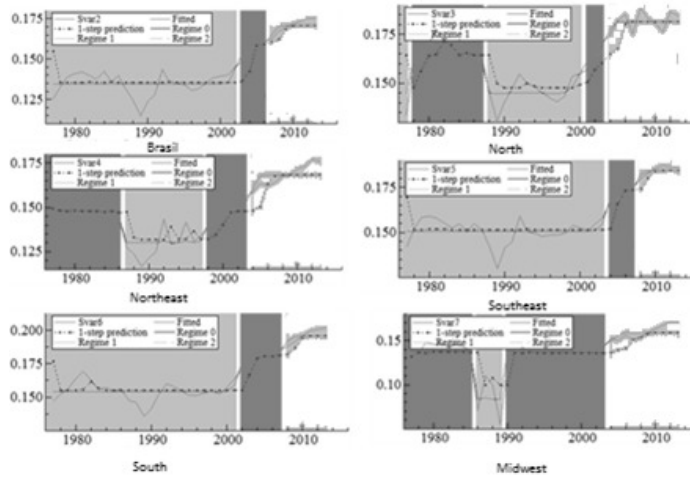 Svar2 Fitted
1-step prediction Regime 0
Regime 1 Regime 2
0.175
0.150
0.125
1980 1990 2000 2010
Brasil
Svar3 Fitted
1-step prediction Regime 0
Regime 1 Regime 2
0.175
0.150
1980 1990 2000 2010
North
Svar4 Fitted
1-step prediction Regime 0
Regime 1 Regime 2
0.175
0.150
0.125
1980 1990 2000 2010
Northeast
Svar5 Fitted
1-step prediction Regime 0
Regime 1 Regime 2
0.175
0.150
1980 1990 2000 2010
Southeast
Svar6 Fitted
1-step prediction Regime 0
Regime 1 Regime 2
0.200
0.175
0.150
1980 1990 2000 2010
South
Svar7 Fitted
1-step prediction Regime 0
Regime 1 Regime 2
0.15
0.10
1980 1990 2000 2010
Midwest